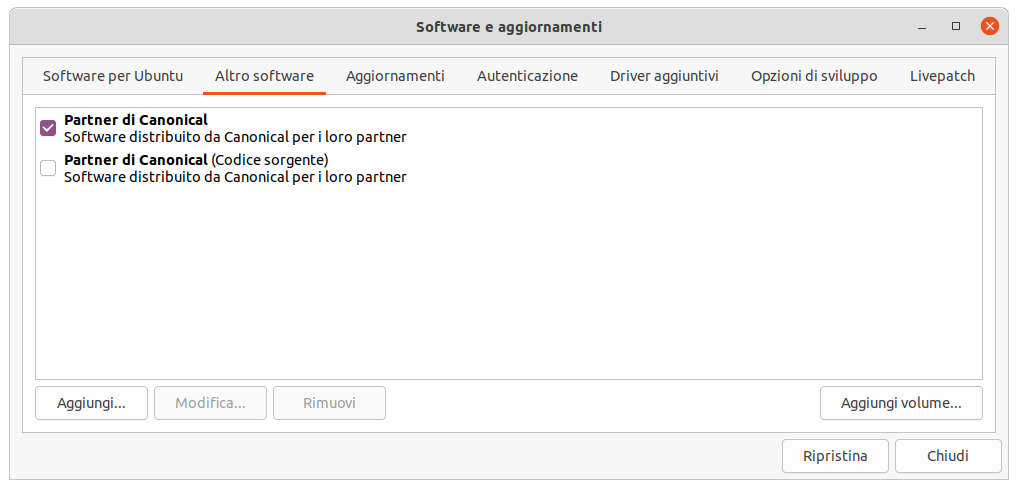 Software e aggiornamenti
Software per Ubuntu Altro software Aggiornamenti Autenticazione Driver aggiuntivi Opzioni di sviluppo Livepatch
Partner di Canonical
Software distribuito da Canonical per i loro partner
Partner di Canonical (Codice sorgente)
Software distribuito da Canonical per i loro partner
Aggiungi... Modifica... Rimuovi Aggiungi volume...
Ripristina Chiudi